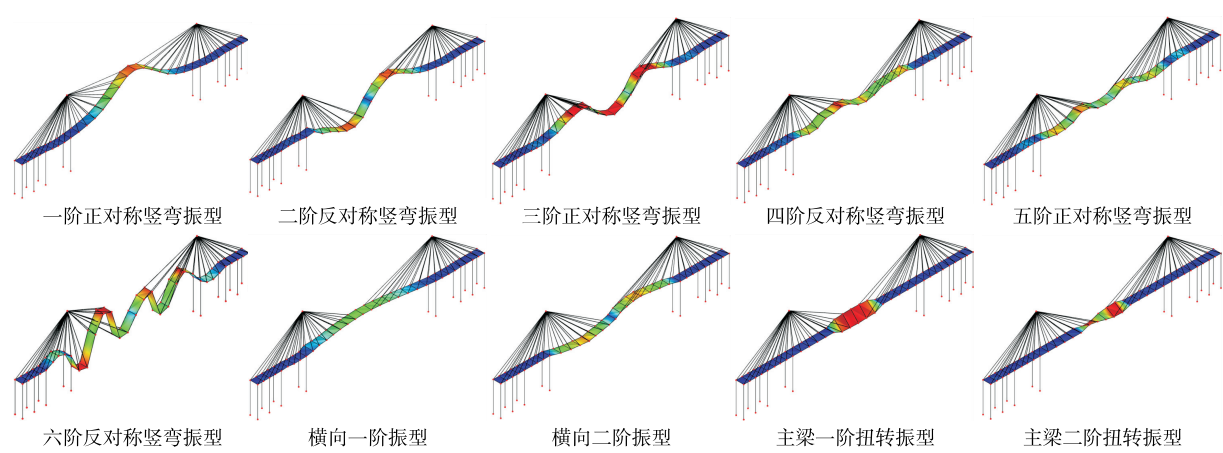 一阶正对称竖弯振型
二阶反对称竖弯振型
三阶正对称竖弯振型
四阶反对称竖弯振型
五阶正对称竖弯振型
六阶反对称竖弯振型
横向一阶振型
横向二阶振型
主梁一阶扭转振型
主梁二阶扭转振型